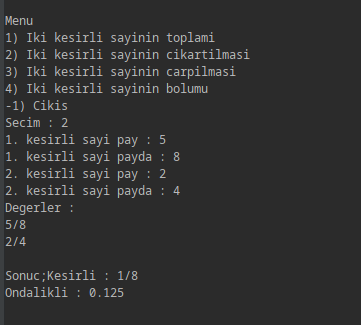 Menu
1) Iki kesirli sayinin toplami
2) Iki kesirli sayinin cikartilmasi
3) Iki kesirli sayinin carpilmasi
4) Iki kesirli sayinin bolumu
-1) Cikis
Secim : 2
1. kesirli sayi pay : 5
1. kesirli sayi payda : 8
2. kesirli sayi pay : 2
2. kesirli sayi payda : 4
Degerler :
5/8
2/4
Sonuc;Kesirli : 1/8
Ondalikli : 0.125